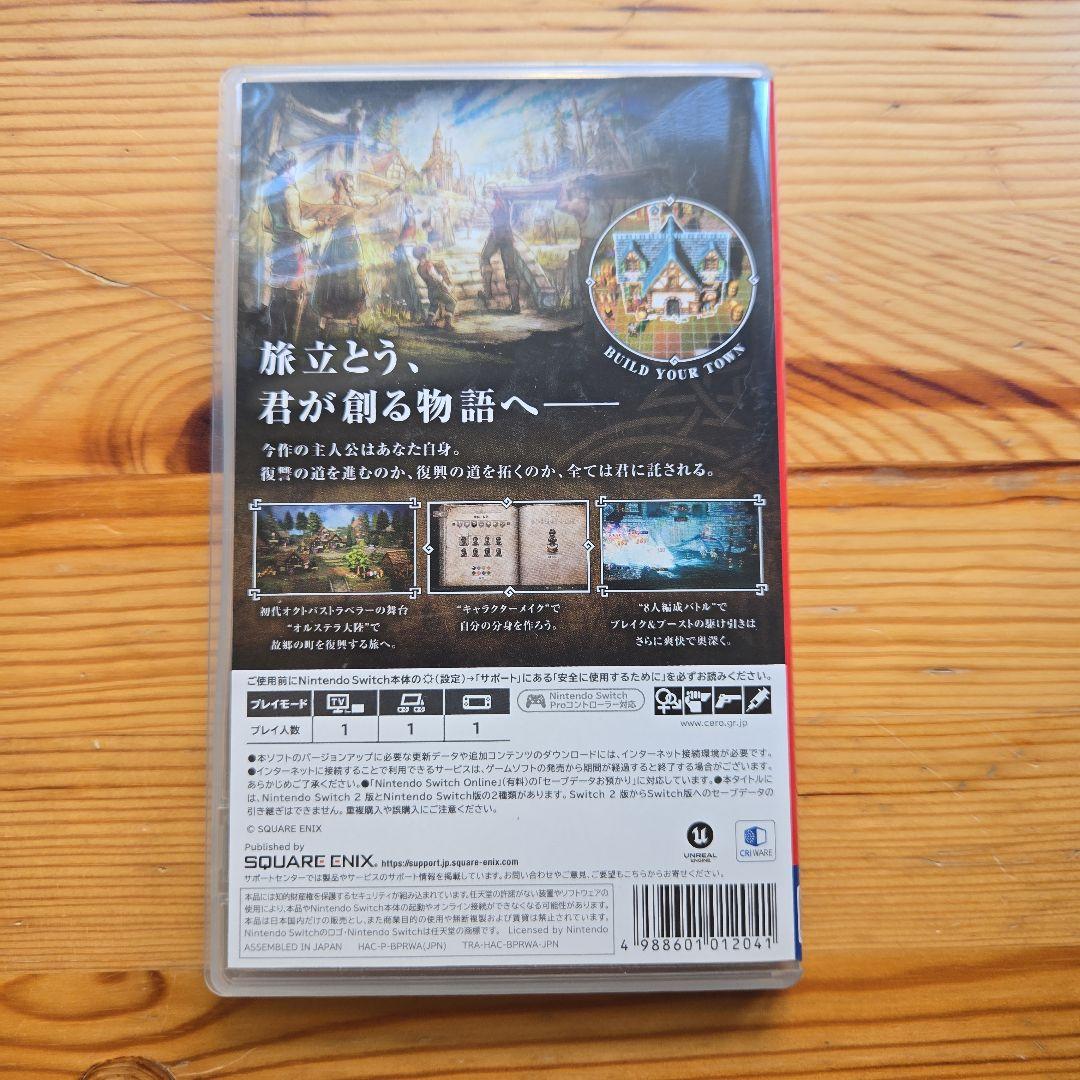 BUILD YOUR TOWN
旅立とう、
君が創る物語へ――
今作の主人公はあなた自身。
復讐の道を進むのか、復興の道を拓くのか、全ては君に託される。
初代オクトパストラベラーの舞台
“オルステラ大陸”で
故郷の町を復興する旅へ。
“キャラクターメイク”で
自分の分身を作ろう。
“8人編成バトル”で
ブレイク&ブーストの駆け引きは
さらに爽快で奥深く。
ご使用前にNintendo Switch本体の(設定)→「サポート」にある「安全に使用するために」を必ずお読みください。
プレイモード TV
プレイ人数 1 1 1
Nintendo Switch
Proコントローラー対応
www.cero.gr.jp
●本ソフトのバージョンアップに必要な更新データや追加コンテンツのダウンロードには、インターネット接続環境が必要です。
●インターネットに接続することで利用できるサービスは、ゲームソフトの発売から期間が経過すると終了する場合がございます。
あらかじめご了承ください。●「Nintendo Switch Online」(有料)の「セーブデータお預かり」に対応しています。●本タイトルに
は、Nintendo Switch 2 版とNintendo Switch版の2種類があります。Switch 2 版からSwitch版へのセーブデータの
引き継ぎはできません。重複購入や誤購入にご注意ください。
© SQUARE ENIX
Published by
SQUARE ENIX. https://support.jp.square-enix.com
UNREAL
ENGINE
CRIWARE
サポートセンターでは製品やサービスのサポート情報を掲載しています。お問い合わせやご意見、ご要望もこちらからお寄せください。
本品には知的財産権を保護するセキュリティが組み込まれています。任天堂の許諾がない装置やソフトウェアの
使用により、本品やNintendo Switch本体の起動やオンライン接続ができなくなる可能性があります。
本品は日本国内だけの販売とし、また商業目的の使用や無断複製および賃貸は禁止されています。
Nintendo Switchのロゴ・Nintendo Switchは任天堂の商標です。 Licensed by Nintendo
ASSEMBLED IN JAPAN HAC-P-BPRWA(JPN) TRA-HAC-BPRWA-JPN
4 988601 012041